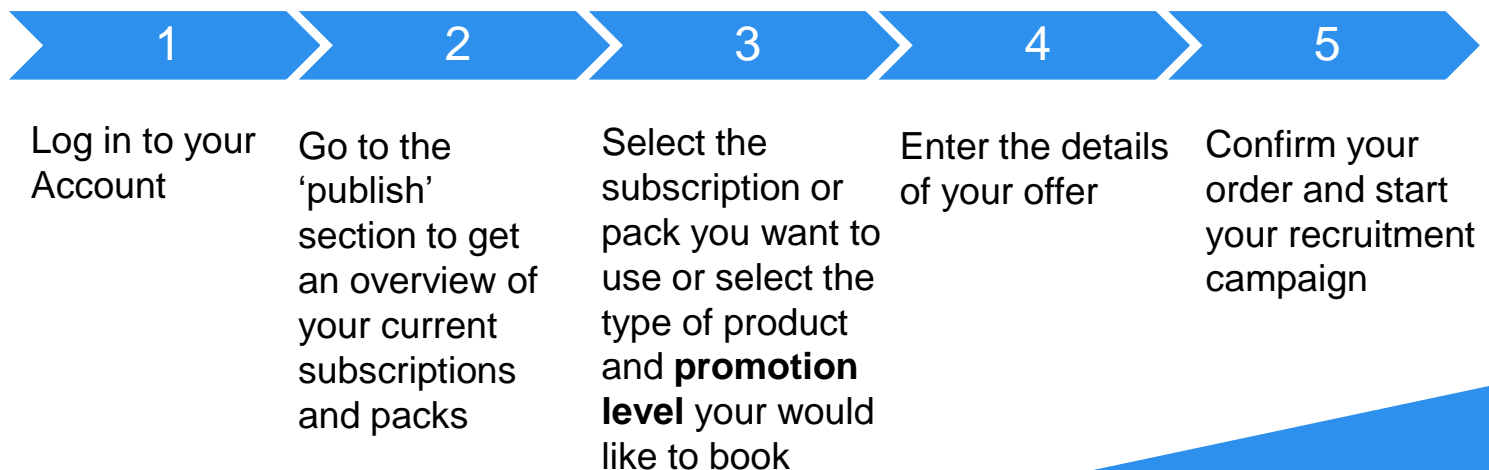 1
Log in to your
Account
2
Go to the
‘publish’
section to get
an overview of
your current
subscriptions
and packs
3
Select the
subscription or
pack you want to
use or select the
type of product
and promotion
level your would
like to book
4
Enter the details
of your offer
5
Confirm your
order and start
your recruitment
campaign